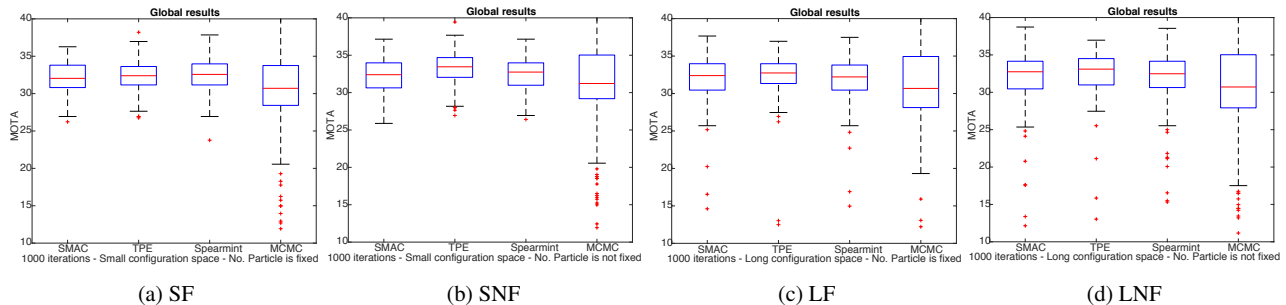 Global results
40
35
30
25
20
15
10
MOTA
SMAC TPE Spearmint MCMC
1000 iterations - Small configuration space - No. Particle is fixed
(a) SF
Global results
40
35
30
25
20
15
10
MOTA
SMAC TPE Spearmint MCMC
1000 iterations - Small configuration space - No. Particle is not fixed
(b) SNF
Global results
40
35
30
25
20
15
10
MOTA
SMAC TPE Spearmint MCMC
1000 iterations - Long configuration space - No. Particle is fixed
(c) LF
Global results
40
35
30
25
20
15
10
MOTA
SMAC TPE Spearmint MCMC
1000 iterations - Long configuration space - No. Particle is not fixed
(d) LNF